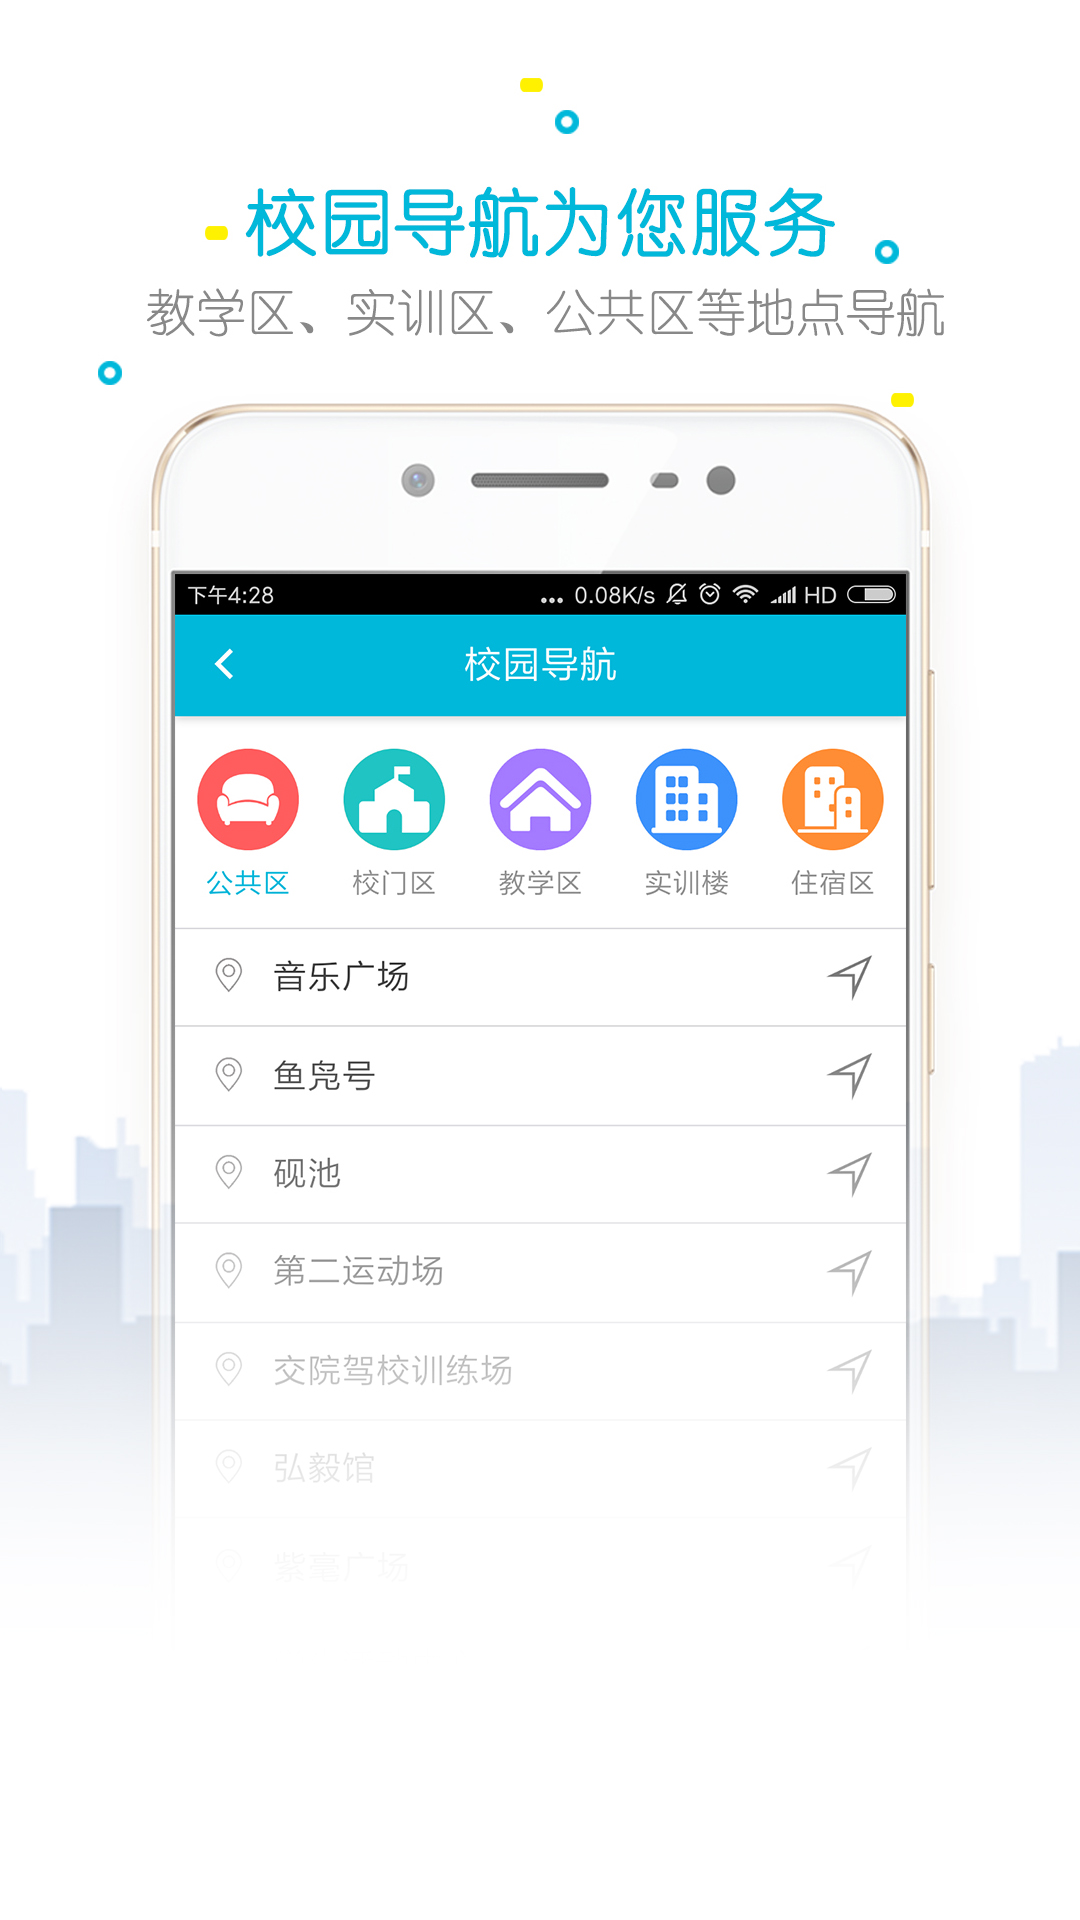 校园导航为您服务
教学区、实训区、公共区等地点导航
下午4:28 ... 0.08K/s HD
校园导航
公共区 校门区 教学区 实训楼 住宿区
音乐广场
鱼凫号
砚池
第二运动场
交院驾校训练场
弘毅馆
紫毫广场